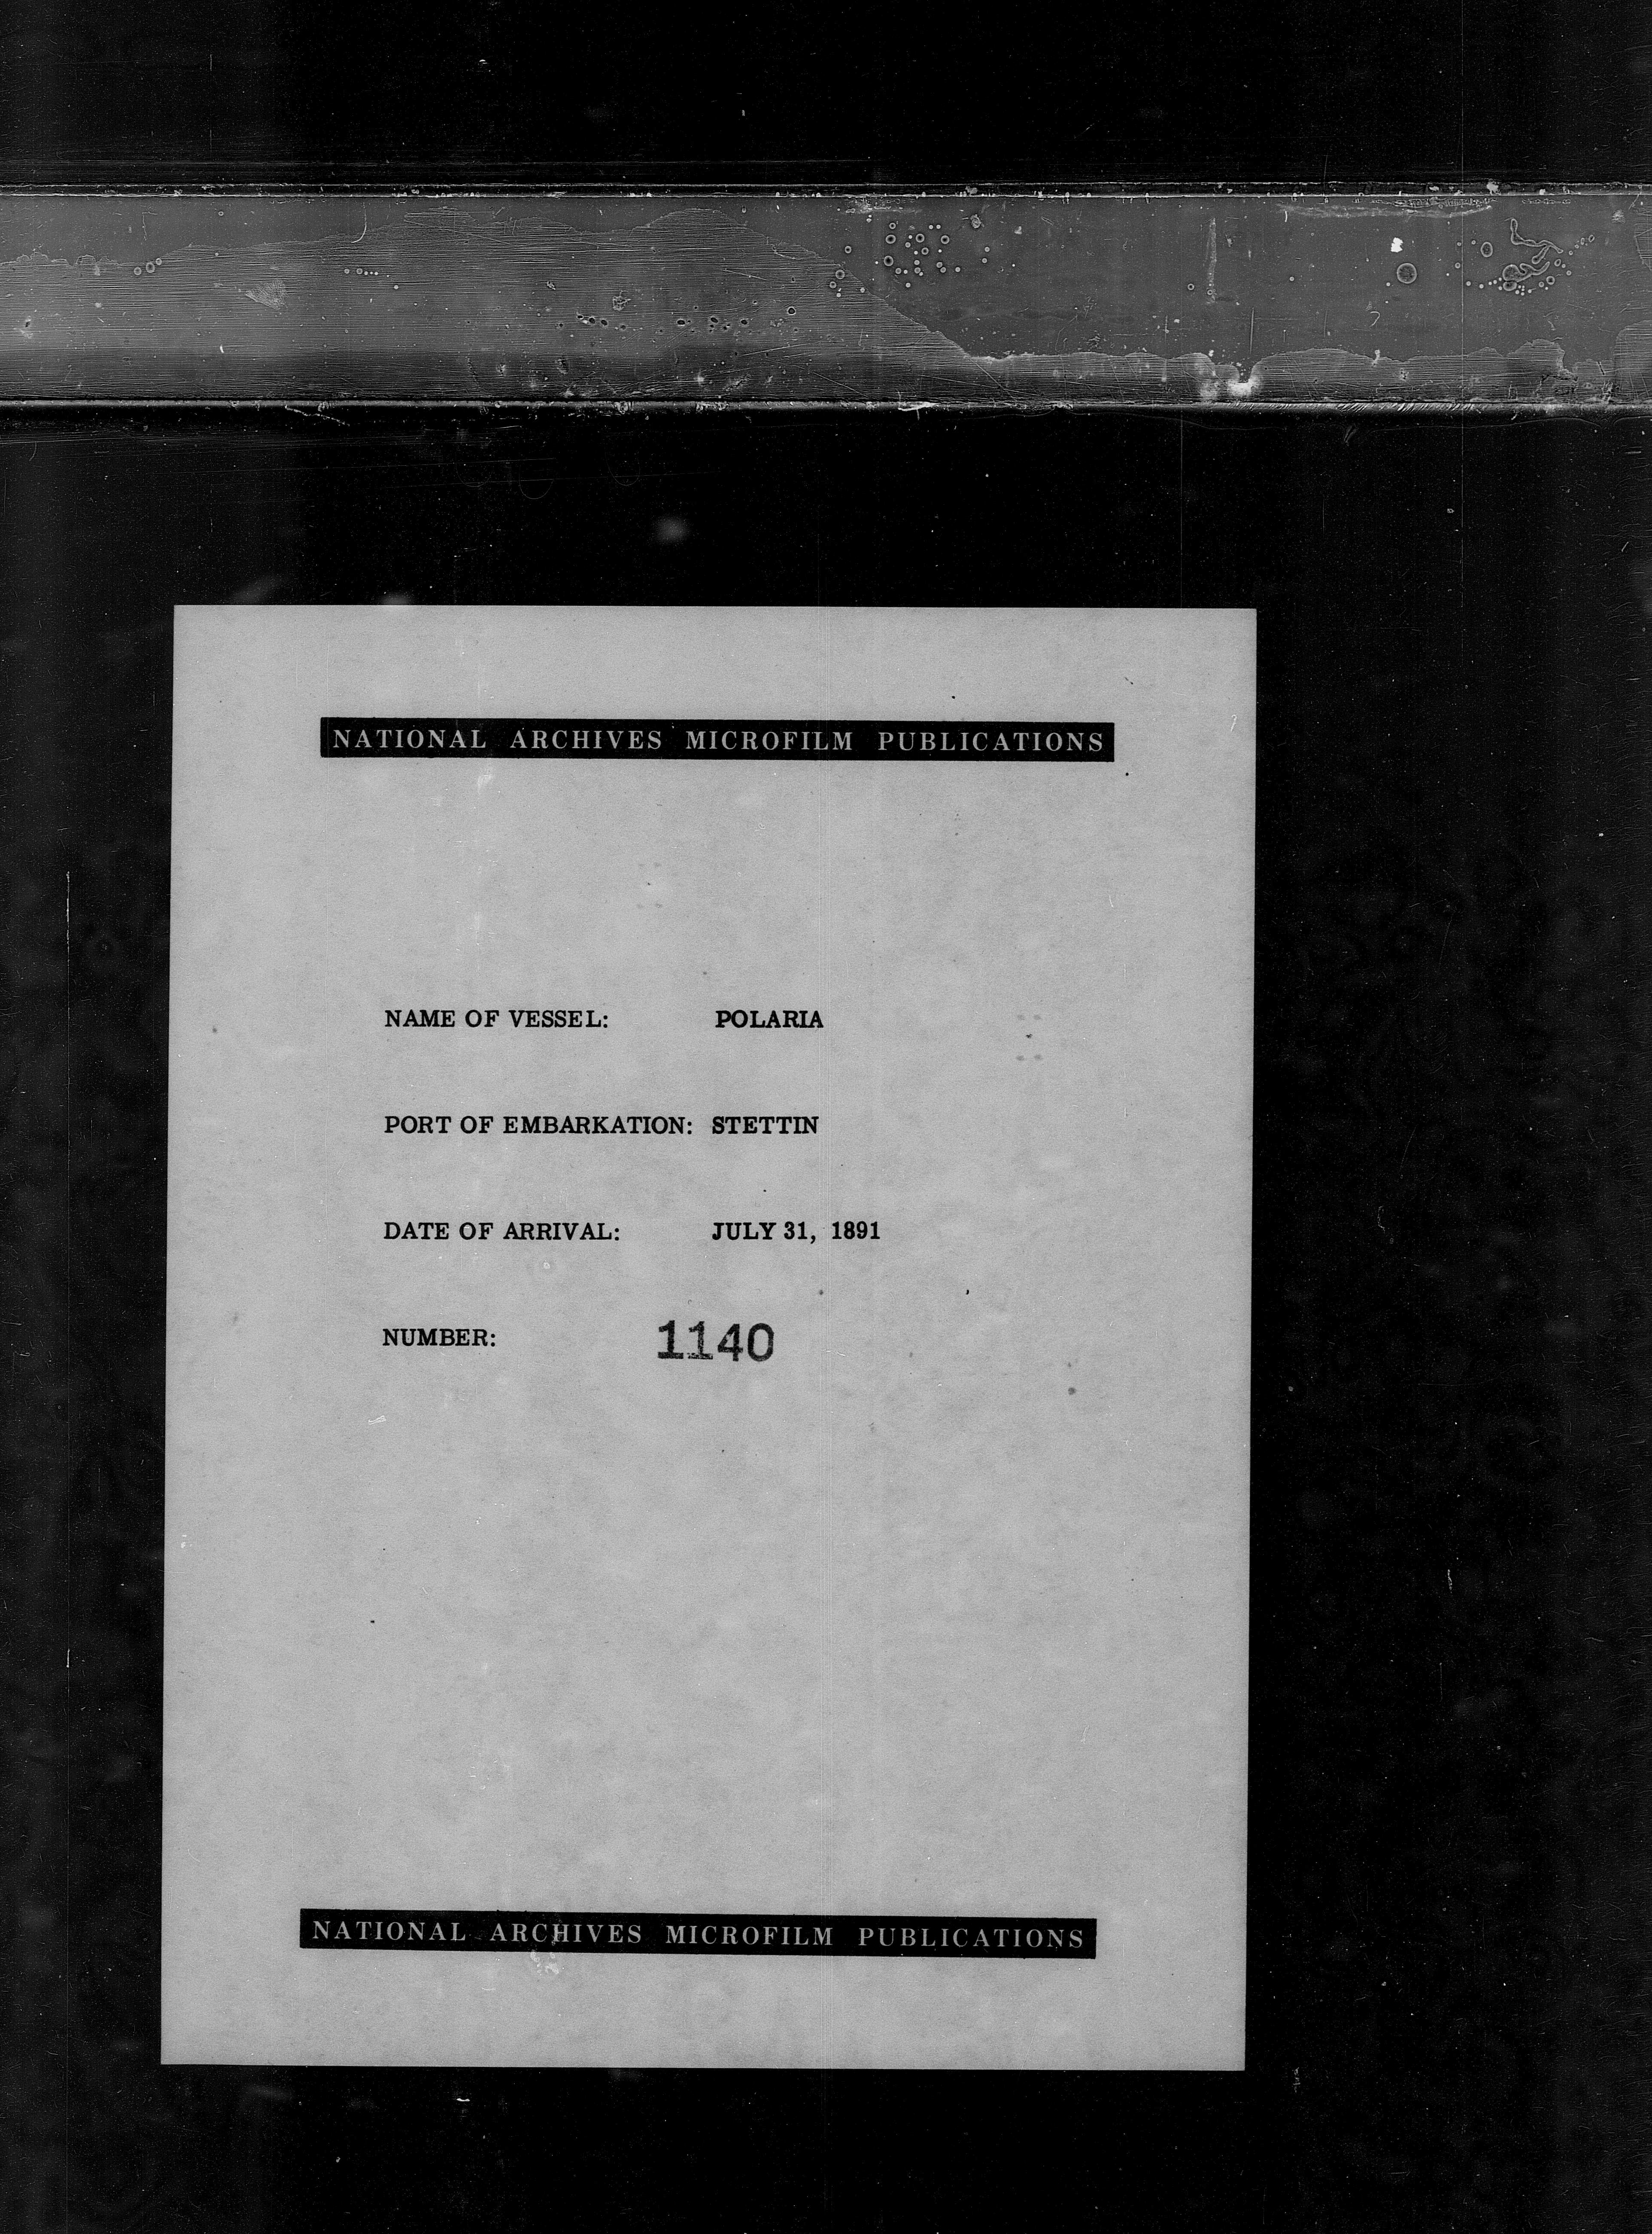 NATIONAL ARCHIVES MICROFILM PUBLICATIONS
NAME OF VESSEL: POLARIA
PORT OF EMBARKATION: STETTIN
DATE OF ARRIVAL: JULY 31, 1891
NUMBER: 1140
NATIONAL ARCHIVES MICROFILM PUBLICATIONS